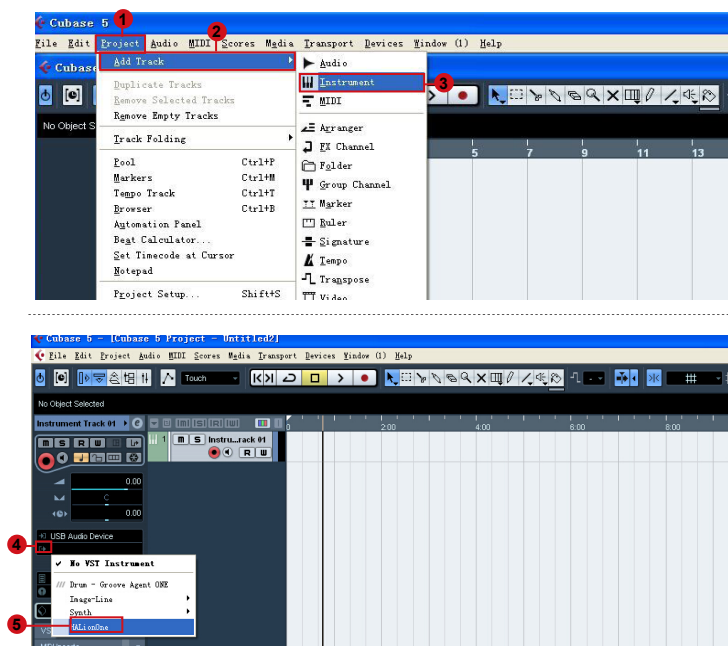 Cubase 5
1
2
File Edit Project Audio MIDI Scores Media Transport Devices Window (1) Help
Add Track
Audio
Cubase
Duplicate Tracks
Instrument
3
Remove Selected Tracks
MIDI
Remove Empty Tracks
No Object S
Arranger
Track Folding
FX Channel
5 7 9 11 13
Pool Ctrl+P
Folder
Markers Ctrl+M
Group Channel
Tempo Track Ctrl+T
Marker
Browser Ctrl+B
Ruler
Automation Panel
Signature
Beat Calculator...
Tempo
Set Timecode at Cursor
Transpose
Notepad
Video
Project Setup... Shift+S
Cubase 5 - [Cubase 5 Project - Untitled2]
File Edit Project Audio MIDI Scores Media Transport Devices Window (1) Help
Touch
No Object Selected
Instrument Track 01
0 2:00 4:00 6:00 8:00
M S R W
1 M S Instru...rack 01
R W
0.00
C
0.00
USB Audio Device
4
No VST Instrument
Drum - Groove Agent ONE
Image-Line
Synth
5
HALionOne